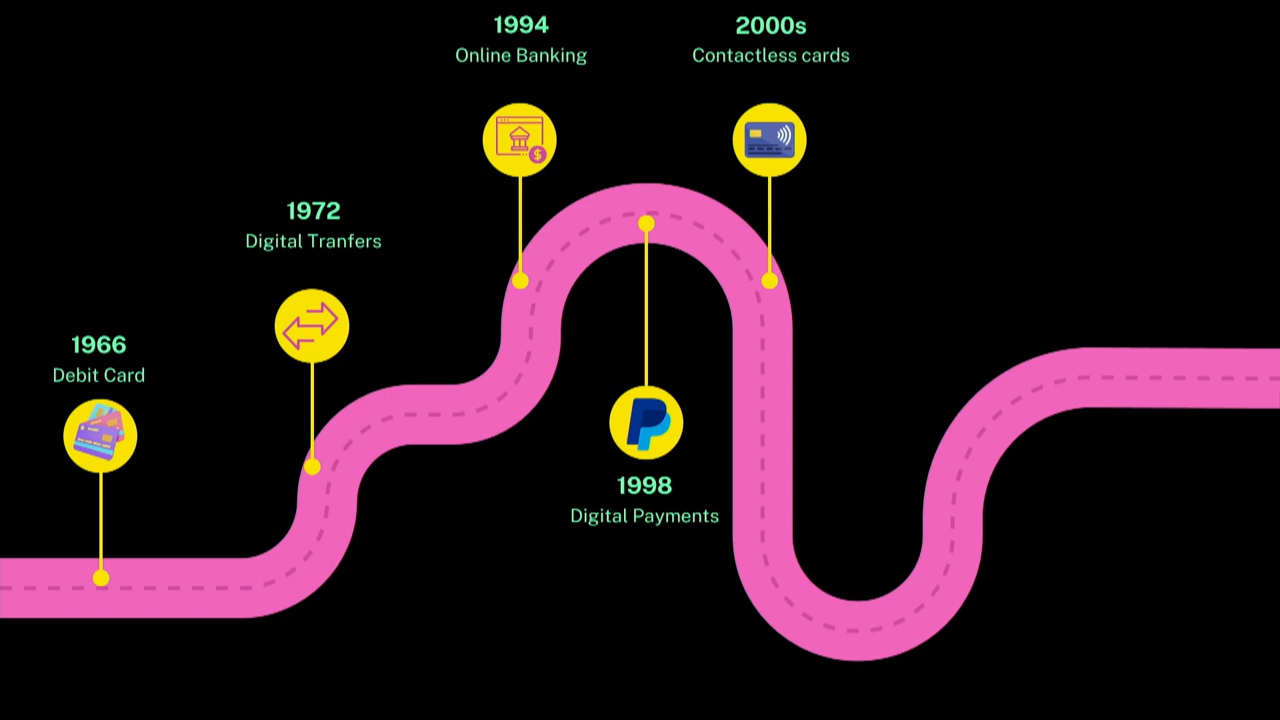 1966
Debit Card
1972
Digital Tranfers
1994
Online Banking
1998
Digital Payments
2000s
Contactless cards